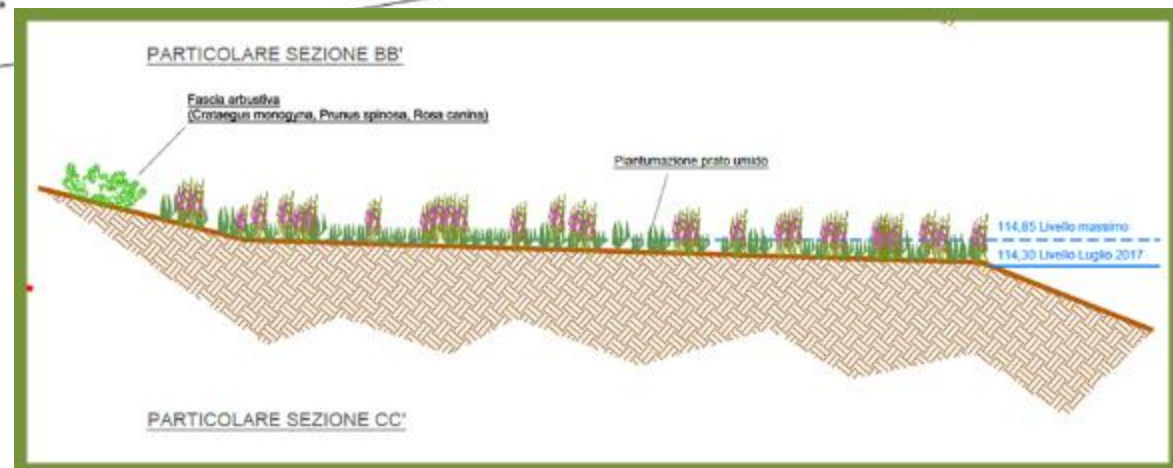 PARTICOLARE SEZIONE BB'
Fascia arbustiva
(Crataegus monogyna, Prunus spinosa, Rosa canina)
Piantumazione prato umido
114,85 Livello massimo
114,30 Livello Luglio 2017
PARTICOLARE SEZIONE CC'